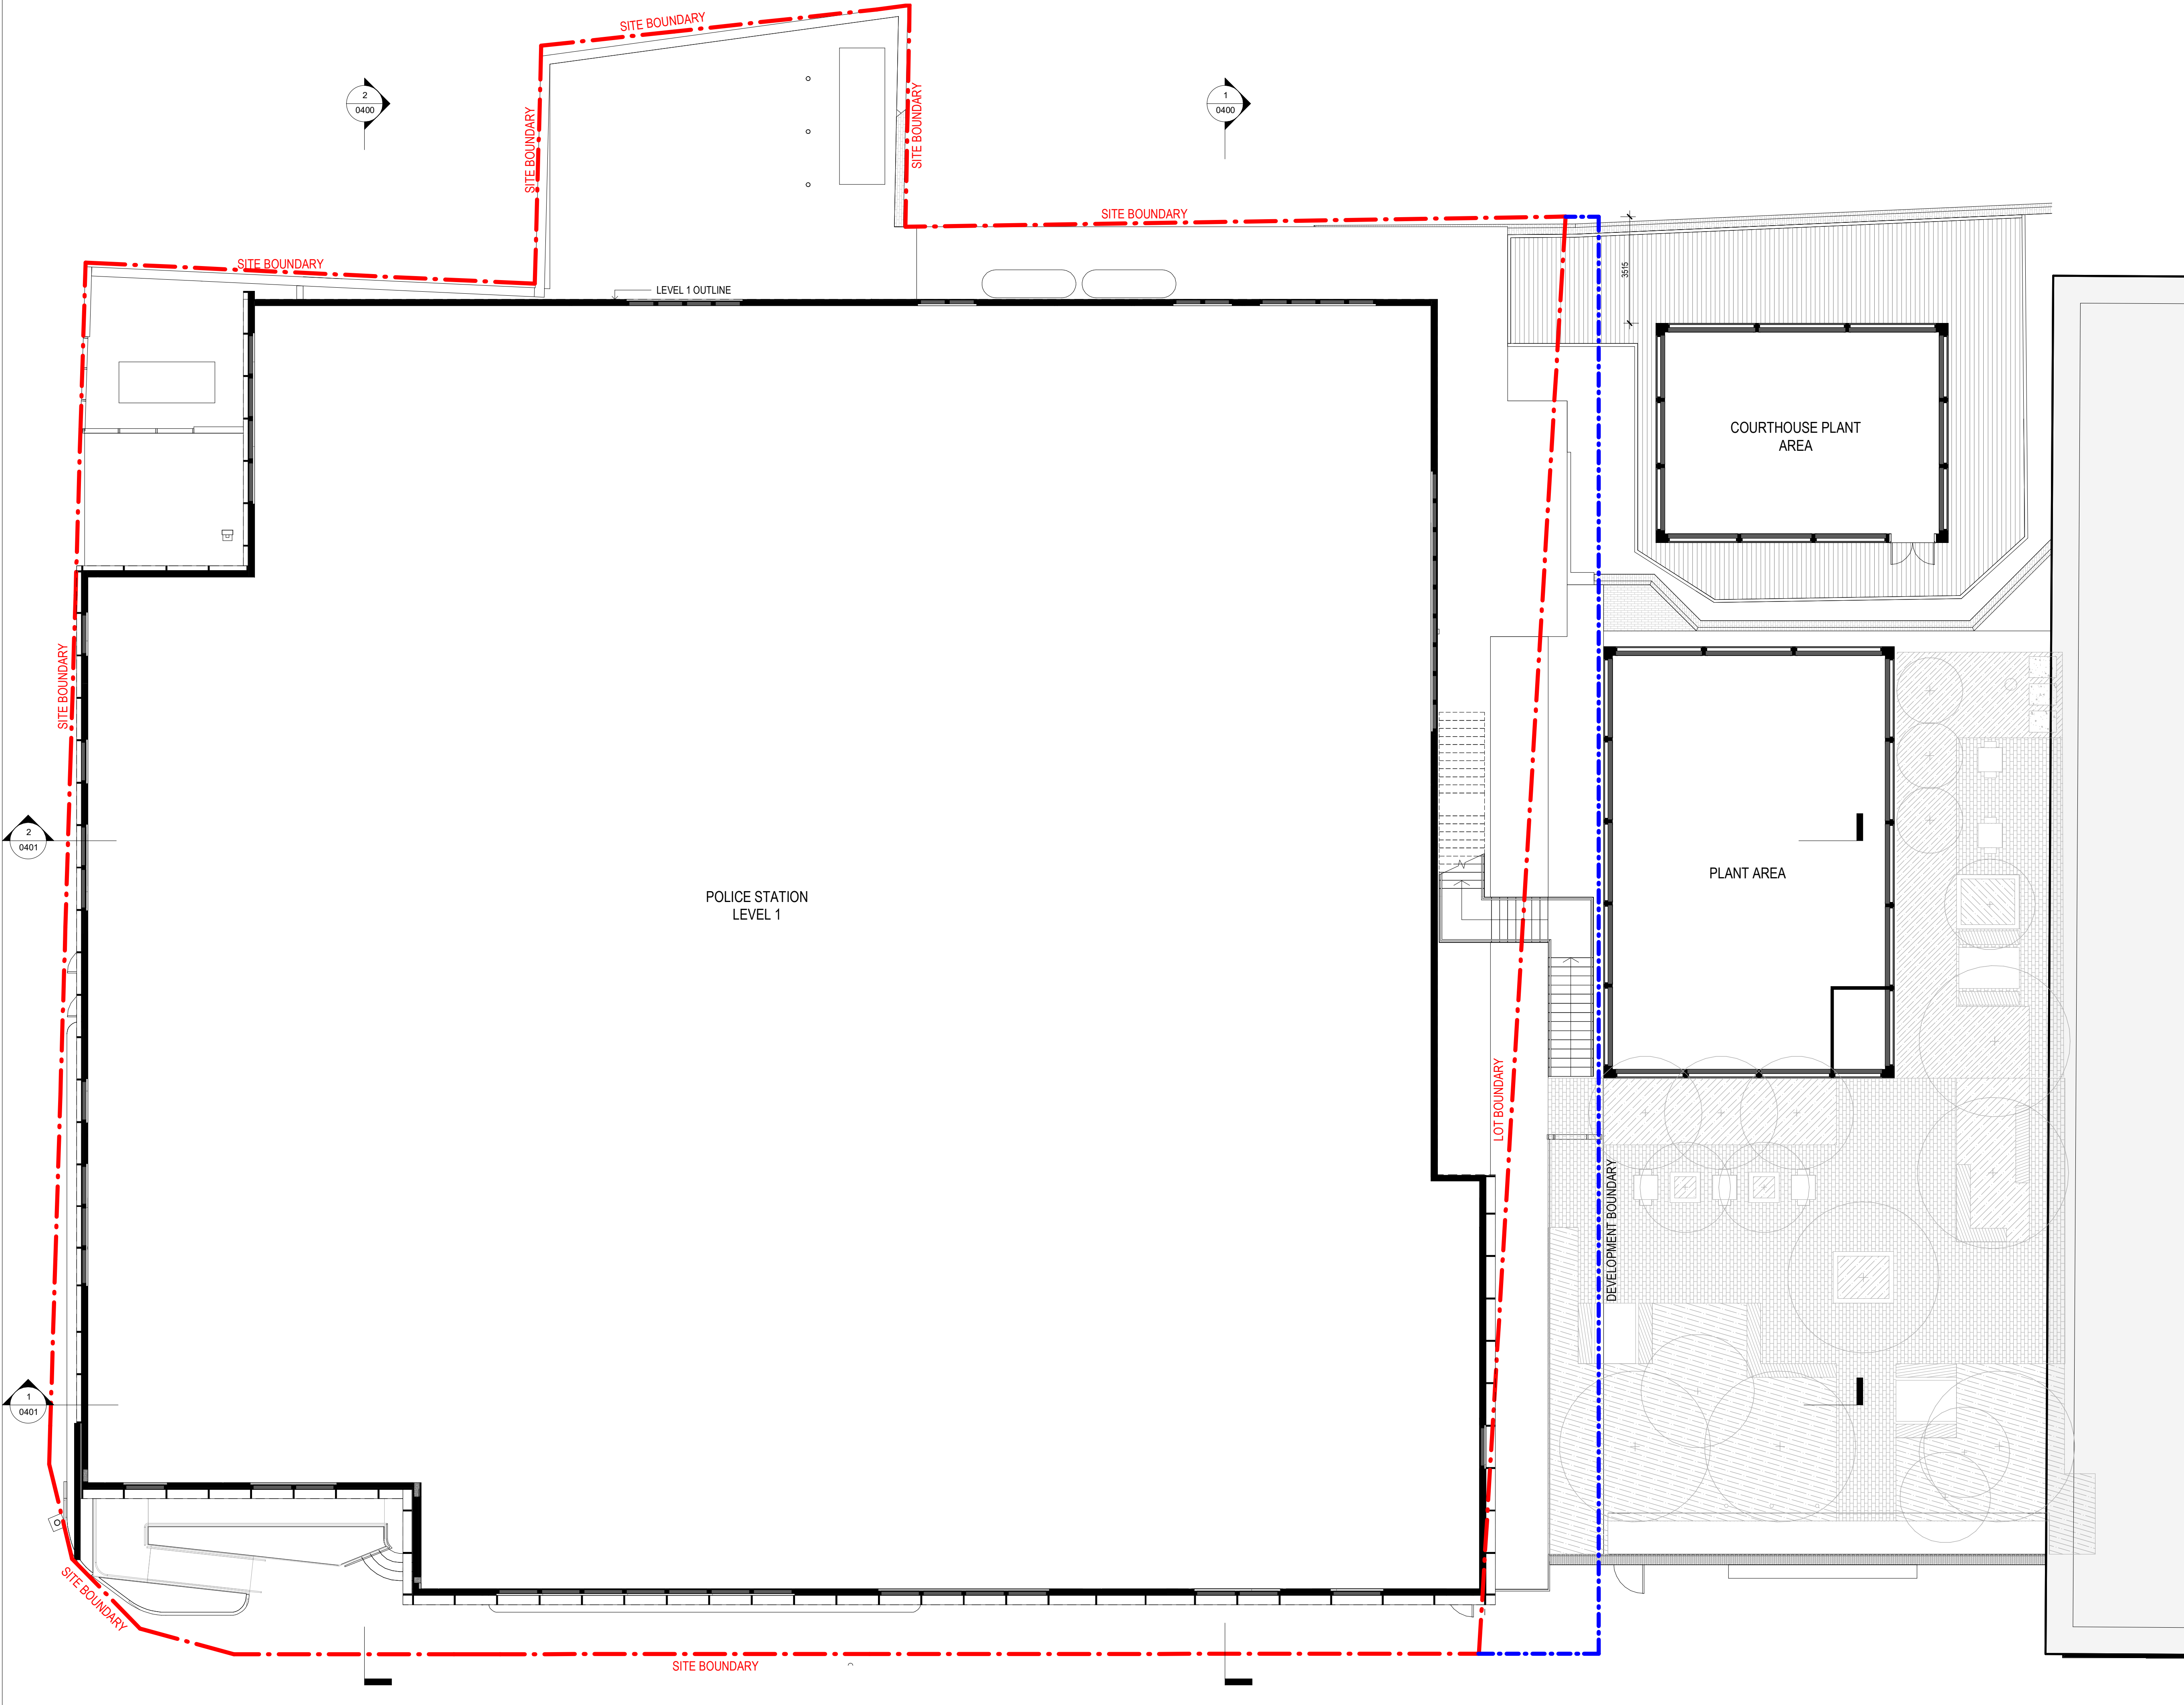 SITE BOUNDARY
SITE BOUNDARY
SITE BOUNDARY
2
0400
1
0400
SITE BOUNDARY
SITE BOUNDARY
LEVEL 1 OUTLINE
3515
COURTHOUSE PLANT
AREA
SITE BOUNDARY
2
0401
POLICE STATION
LEVEL 1
PLANT AREA
LOT BOUNDARY
DEVELOPMENT BOUNDARY
1
0401
SITE BOUNDARY
SITE BOUNDARY